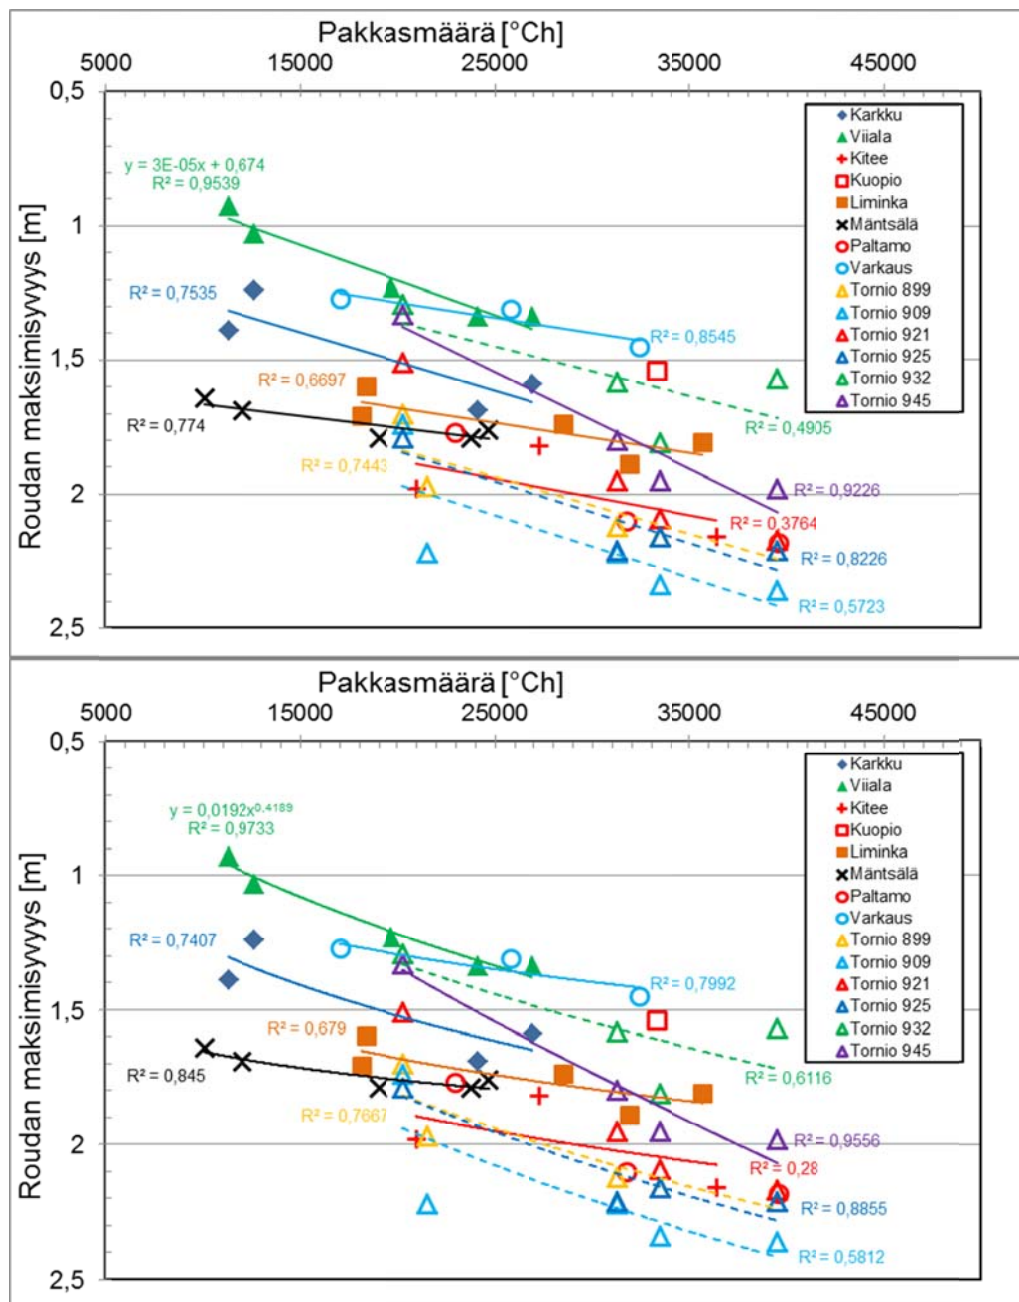 Pakkasmäärä [°Ch]
5000 15000 25000 35000 45000
0,5
1
1,5
2
2,5
Roudan maksimisyvyys [m]
y = 3E-05x + 0,674
R² = 0,9539
R² = 0,7535
R² = 0,8545
R² = 0,6697
R² = 0,774
R² = 0,4905
R² = 0,7443
R² = 0,9226
R² = 0,3764
R² = 0,8226
R² = 0,5723
Karkku
Viiala
Kitee
Kuopio
Liminka
Mäntsälä
Paltamo
Varkaus
Tornio 899
Tornio 909
Tornio 921
Tornio 925
Tornio 932
Tornio 945
Pakkasmäärä [°Ch]
5000 15000 25000 35000 45000
0,5
1
1,5
2
2,5
Roudan maksimisyvyys [m]
y = 0,0192x^0,4189
R² = 0,9733
R² = 0,7407
R² = 0,7992
R² = 0,679
R² = 0,845
R² = 0,6116
R² = 0,7667
R² = 0,9556
R² = 0,28
R² = 0,8855
R² = 0,5812
Karkku
Viiala
Kitee
Kuopio
Liminka
Mäntsälä
Paltamo
Varkaus
Tornio 899
Tornio 909
Tornio 921
Tornio 925
Tornio 932
Tornio 945